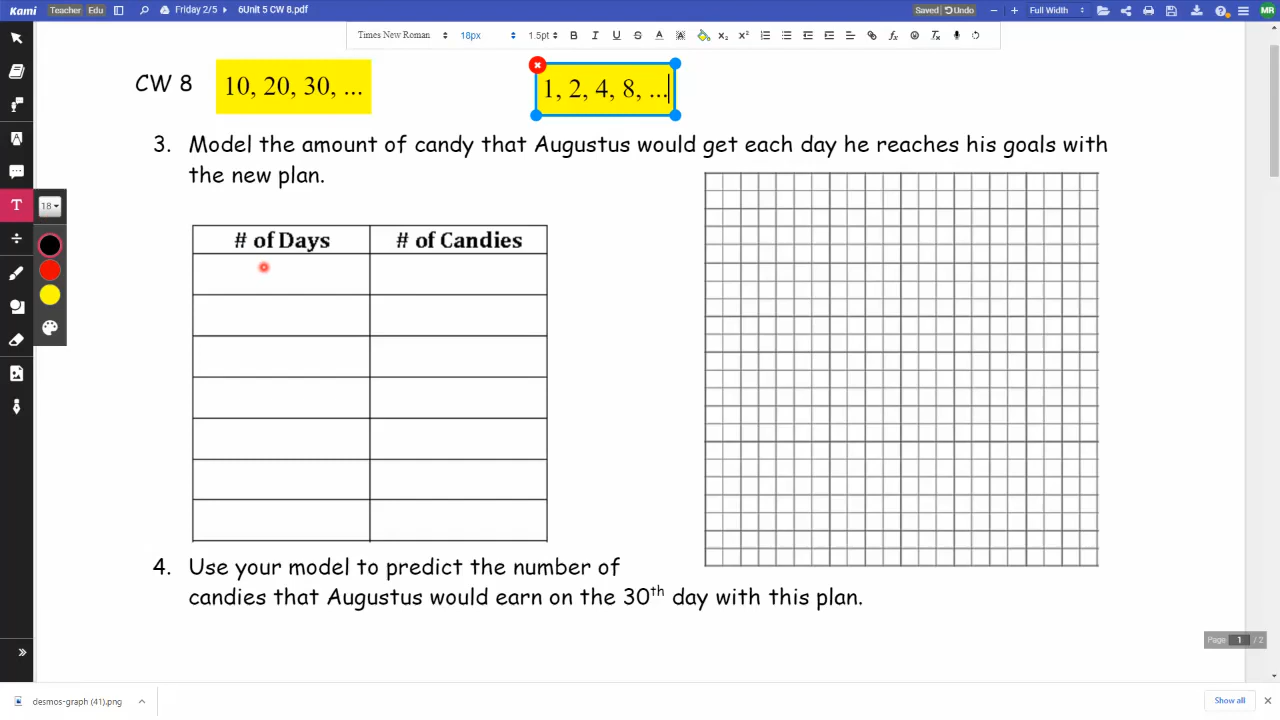 Kami Teacher Edu Friday 2/5 6Unit 5 CW 8.pdf Saved Undo Full Width MR
Times New Roman 18px 1.5pt B I U S A A X₂ X² fx Tx
CW 8
10, 20, 30, ...
1, 2, 4, 8, ...
3. Model the amount of candy that Augustus would get each day he reaches his goals with
the new plan.
T 18
# of Days # of Candies
4. Use your model to predict the number of
candies that Augustus would earn on the 30th day with this plan.
Page 1 / 2
desmos-graph (41).png Show all